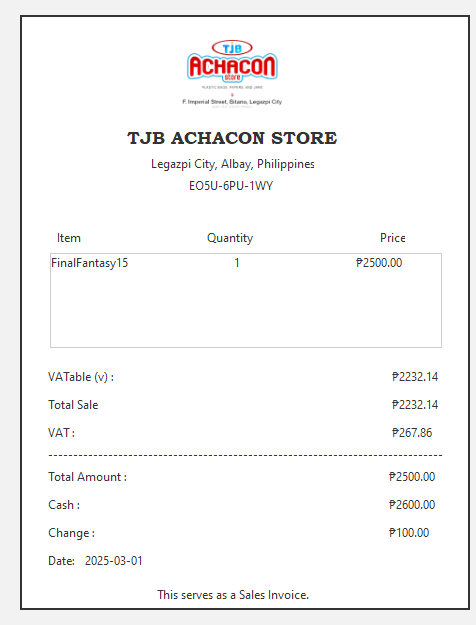 TJB
ACHACON
store
PLASTIC BAGS, PAPERS, AND LINER
F. Imperial Street, Bitano, Legazpi City
TJB ACHACON STORE
Legazpi City, Albay, Philippines
EO5U-6PU-1WY
Item Quantity Price
FinalFantasy15 1 ₱2500.00
VATable (v) : ₱2232.14
Total Sale ₱2232.14
VAT : ₱267.86
Total Amount : ₱2500.00
Cash : ₱2600.00
Change : ₱100.00
Date: 2025-03-01
This serves as a Sales Invoice.